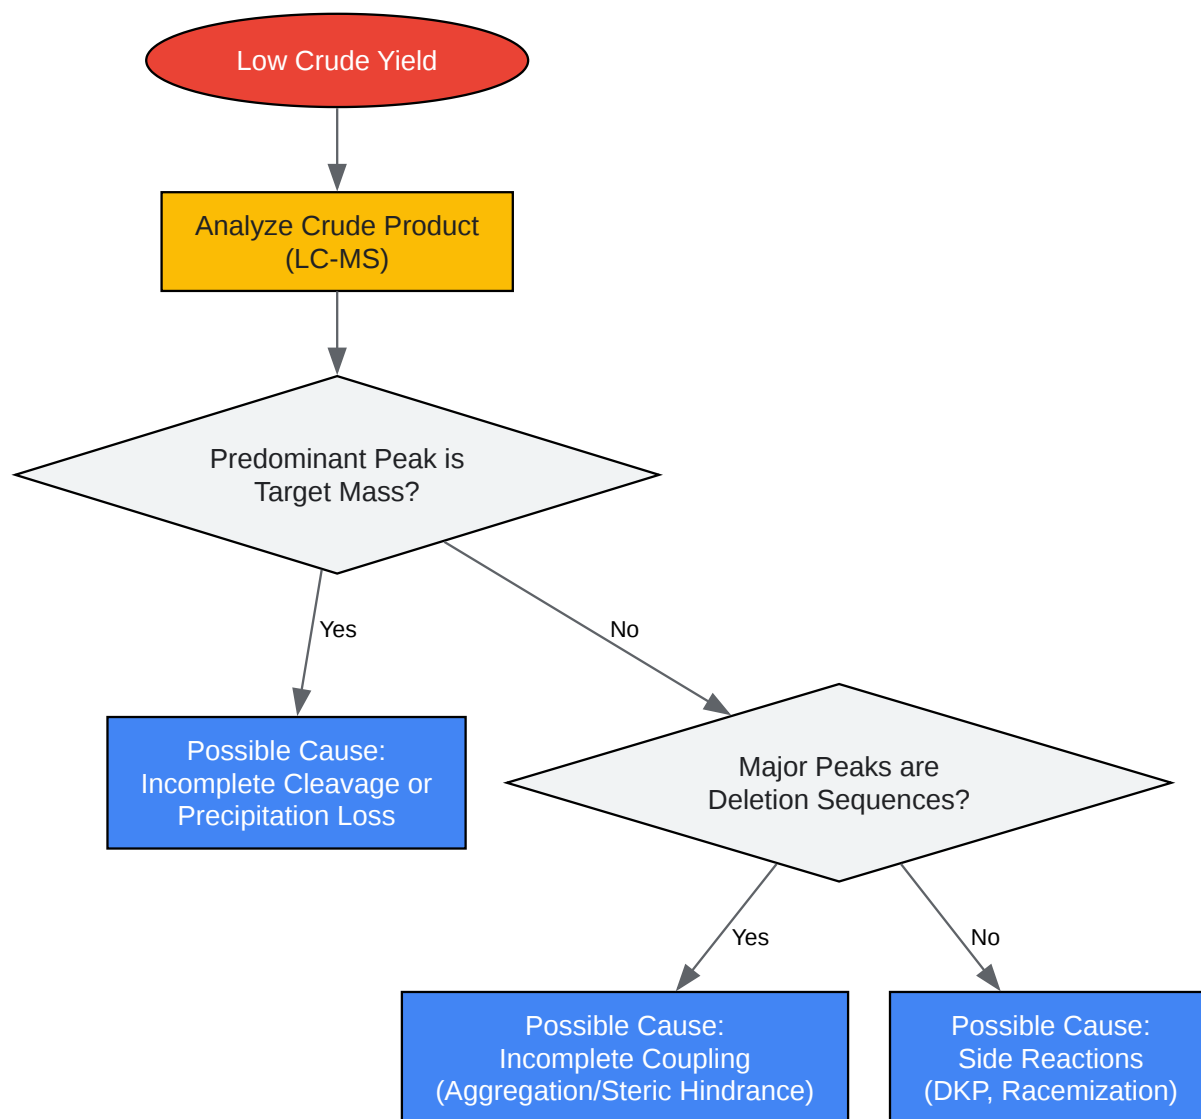 Low Crude Yield
Analyze Crude Product
(LC-MS)
Predominant Peak is
Target Mass?
Yes
No
Possible Cause:
Incomplete Cleavage or
Precipitation Loss
Major Peaks are
Deletion Sequences?
Yes
No
Possible Cause:
Incomplete Coupling
(Aggregation/Steric Hindrance)
Possible Cause:
Side Reactions
(DKP, Racemization)